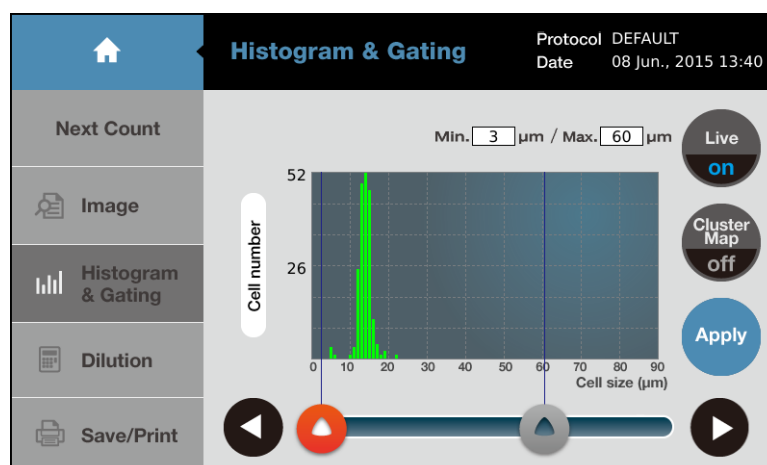 Histogram & Gating
Protocol DEFAULT
Date 08 Jun., 2015 13:40
Next Count
Image
Histogram
& Gating
Dilution
Save/Print
Min. 3 µm / Max. 60 µm
Live
on
Cluster
Map
off
Apply
Cell number
52
26
0 10 20 30 40 50 60 70 80 90
Cell size (µm)